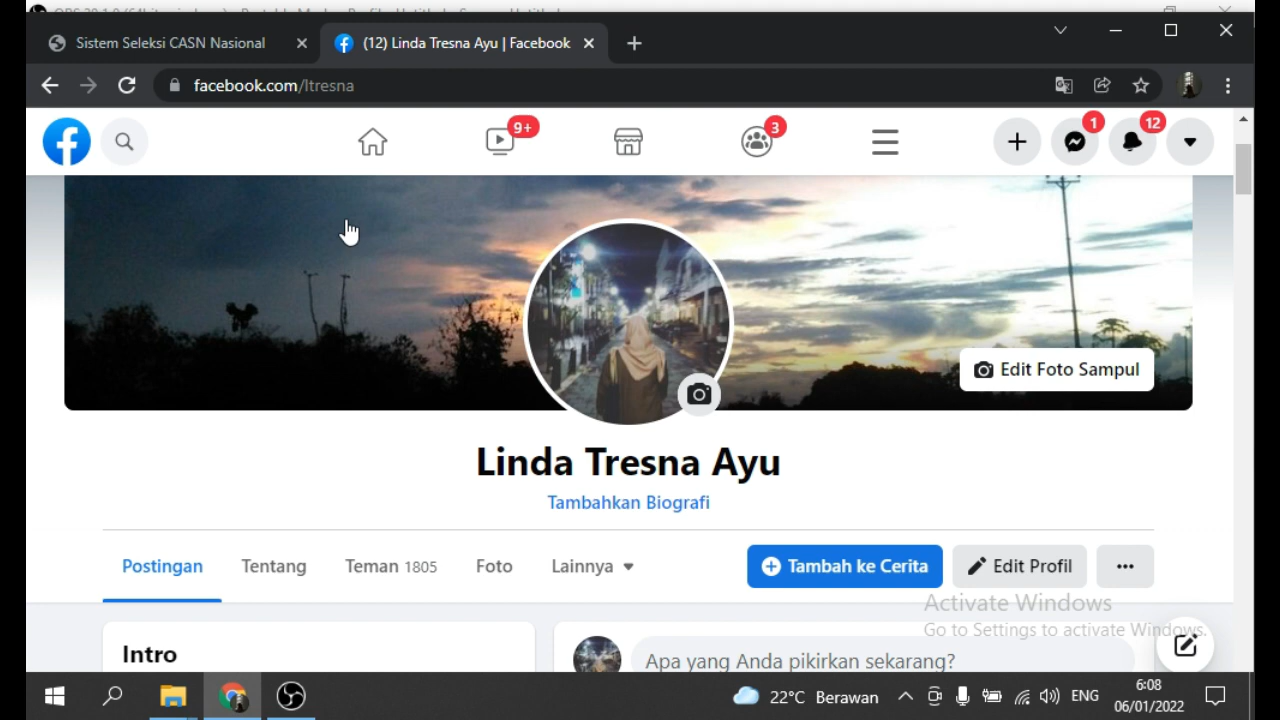 Sistem Seleksi CASN Nasional
(12) Linda Tresna Ayu | Facebook
facebook.com/ltresna
9+
3
1
12
Edit Foto Sampul
Linda Tresna Ayu
Tambahkan Biografi
Postingan Tentang Teman 1805 Foto Lainnya
Tambah ke Cerita Edit Profil
Activate Windows
Go to Settings to activate Windows.
Intro
Apa yang Anda pikirkan sekarang?
22°C Berawan
ENG
6:08
06/01/2022